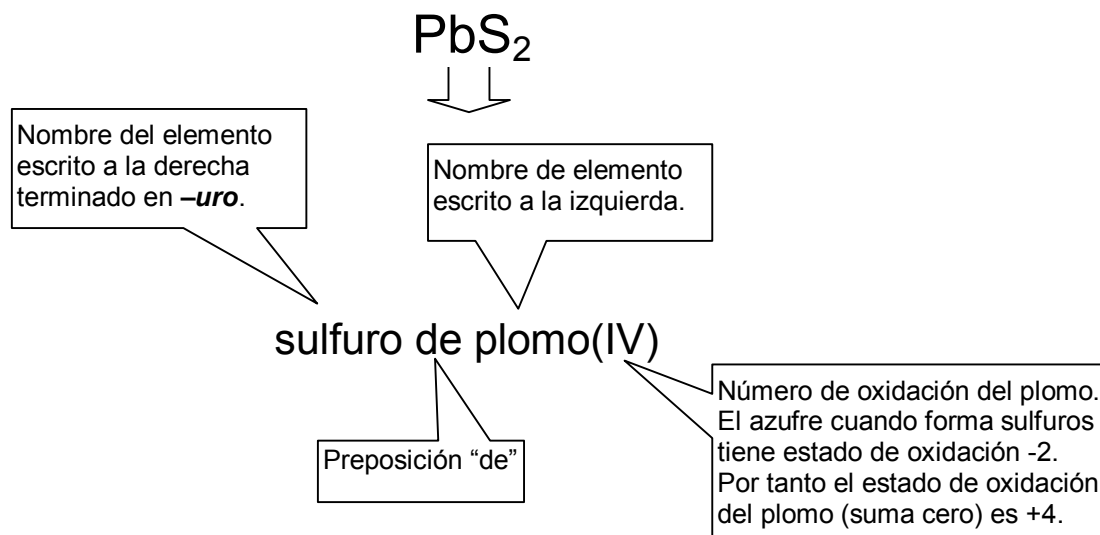 PbS₂
Nombre del elemento
escrito a la derecha
terminado en –uro.
Nombre de elemento
escrito a la izquierda.
sulfuro de plomo(IV)
Preposición “de”
Número de oxidación del plomo.
El azufre cuando forma sulfuros
tiene estado de oxidación -2.
Por tanto el estado de oxidación
del plomo (suma cero) es +4.